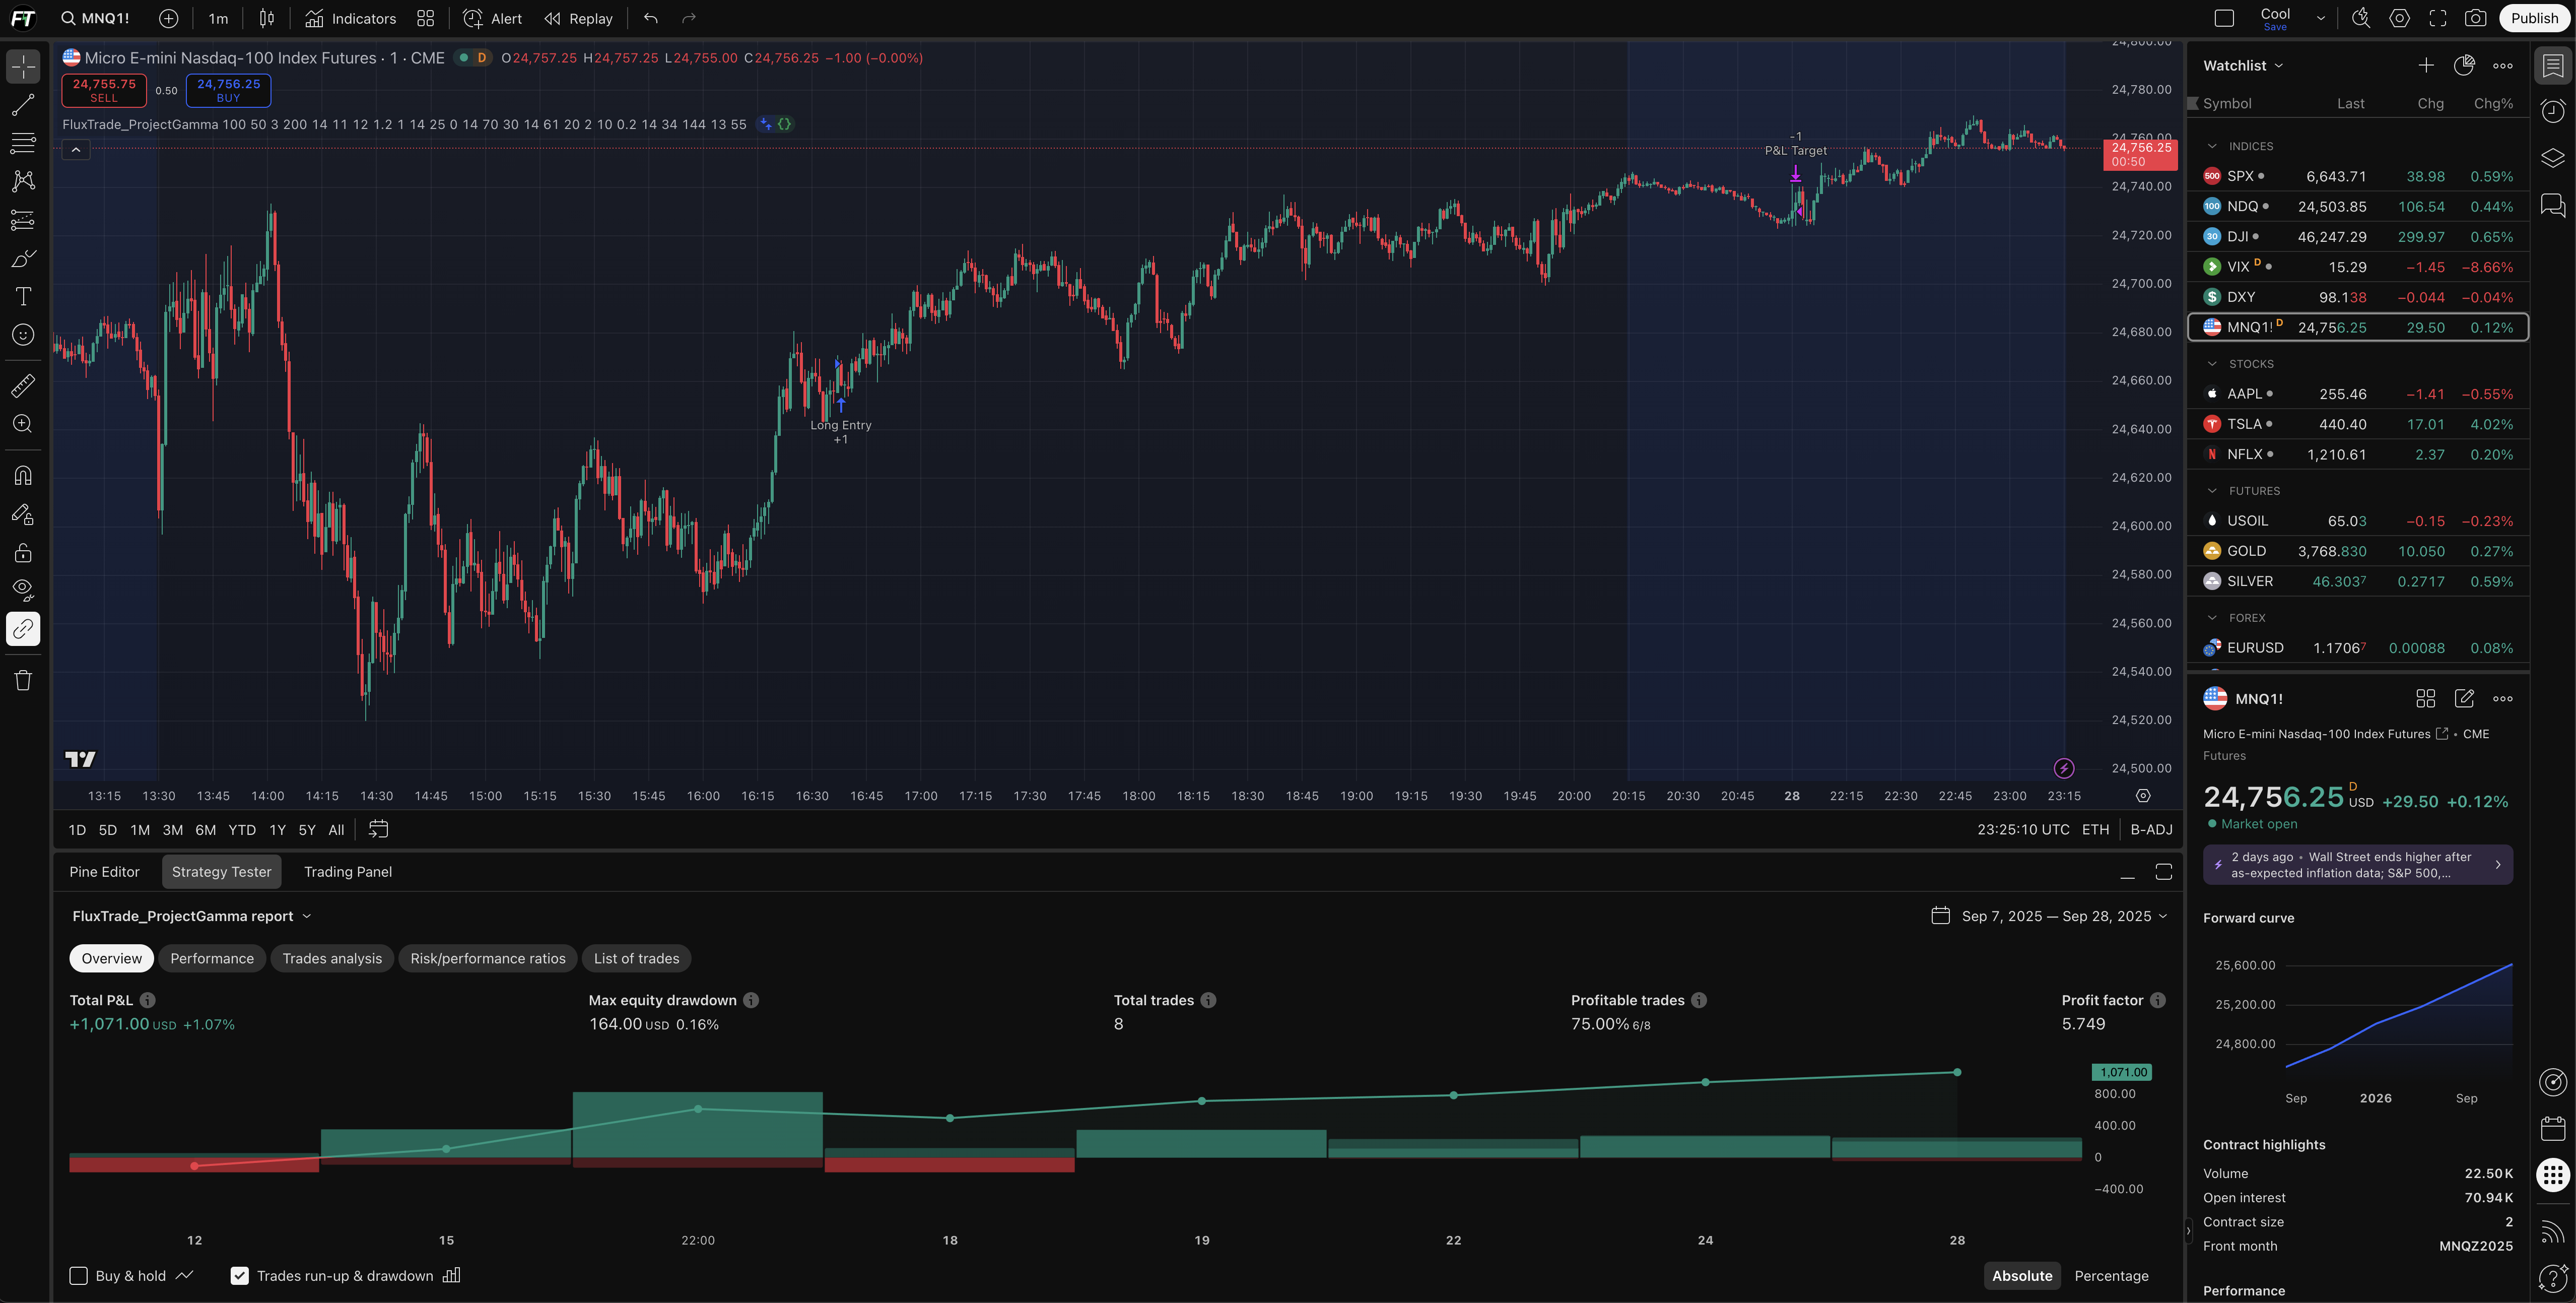 FT MNQ1! 1m Indicators Alert Replay Cool Save Publish
Micro E-mini Nasdaq-100 Index Futures · 1 · CME D O24,757.25 H24,757.25 L24,755.00 C24,756.25 −1.00 (−0.00%)
24,755.75 SELL 0.50 24,756.25 BUY
FluxTrade_ProjectGamma 100 50 3 200 14 11 12 1.2 1 14 25 0 14 70 30 14 61 20 2 10 0.2 14 34 144 13 55
-1
P&L Target
Long Entry
+1
24,800.00
24,780.00
24,760.00
24,756.25
00:50
24,740.00
24,720.00
24,700.00
24,680.00
24,660.00
24,640.00
24,620.00
24,600.00
24,580.00
24,560.00
24,540.00
24,520.00
24,500.00
13:15 13:30 13:45 14:00 14:15 14:30 14:45 15:00 15:15 15:30 15:45 16:00 16:15 16:30 16:45 17:00 17:15 17:30 17:45 18:00 18:15 18:30 18:45 19:00 19:15 19:30 19:45 20:00 20:15 20:30 20:45 28 22:15 22:30 22:45 23:00 23:15
1D 5D 1M 3M 6M YTD 1Y 5Y All 23:25:10 UTC ETH B-ADJ
Pine Editor Strategy Tester Trading Panel
FluxTrade_ProjectGamma report Sep 7, 2025 — Sep 28, 2025
Overview Performance Trades analysis Risk/performance ratios List of trades
Total P&L Max equity drawdown Total trades Profitable trades Profit factor
+1,071.00 USD +1.07% 164.00 USD 0.16% 8 75.00% 6/8 5.749
1,071.00
800.00
400.00
0
−400.00
12 15 22:00 18 19 22 24 28
Buy & hold Trades run-up & drawdown Absolute Percentage
Watchlist
Symbol Last Chg Chg%
INDICES
500 SPX 6,643.71 38.98 0.59%
100 NDQ 24,503.85 106.54 0.44%
30 DJI 46,247.29 299.97 0.65%
VIX D 15.29 −1.45 −8.66%
$ DXY 98.138 −0.044 −0.04%
MNQ1! D 24,756.25 29.50 0.12%
STOCKS
AAPL 255.46 −1.41 −0.55%
TSLA 440.40 17.01 4.02%
N NFLX 1,210.61 2.37 0.20%
FUTURES
USOIL 65.03 −0.15 −0.23%
GOLD 3,768.830 10.050 0.27%
SILVER 46.3037 0.2717 0.59%
FOREX
EURUSD 1.17067 0.00088 0.08%
MNQ1!
Micro E-mini Nasdaq-100 Index Futures • CME
Futures
24,756.25 D USD +29.50 +0.12%
Market open
2 days ago • Wall Street ends higher after
as-expected inflation data; S&P 500,...
Forward curve
25,600.00
25,200.00
24,800.00
Sep 2026 Sep
Contract highlights
Volume 22.50K
Open interest 70.94K
Contract size 2
Front month MNQZ2025
Performance